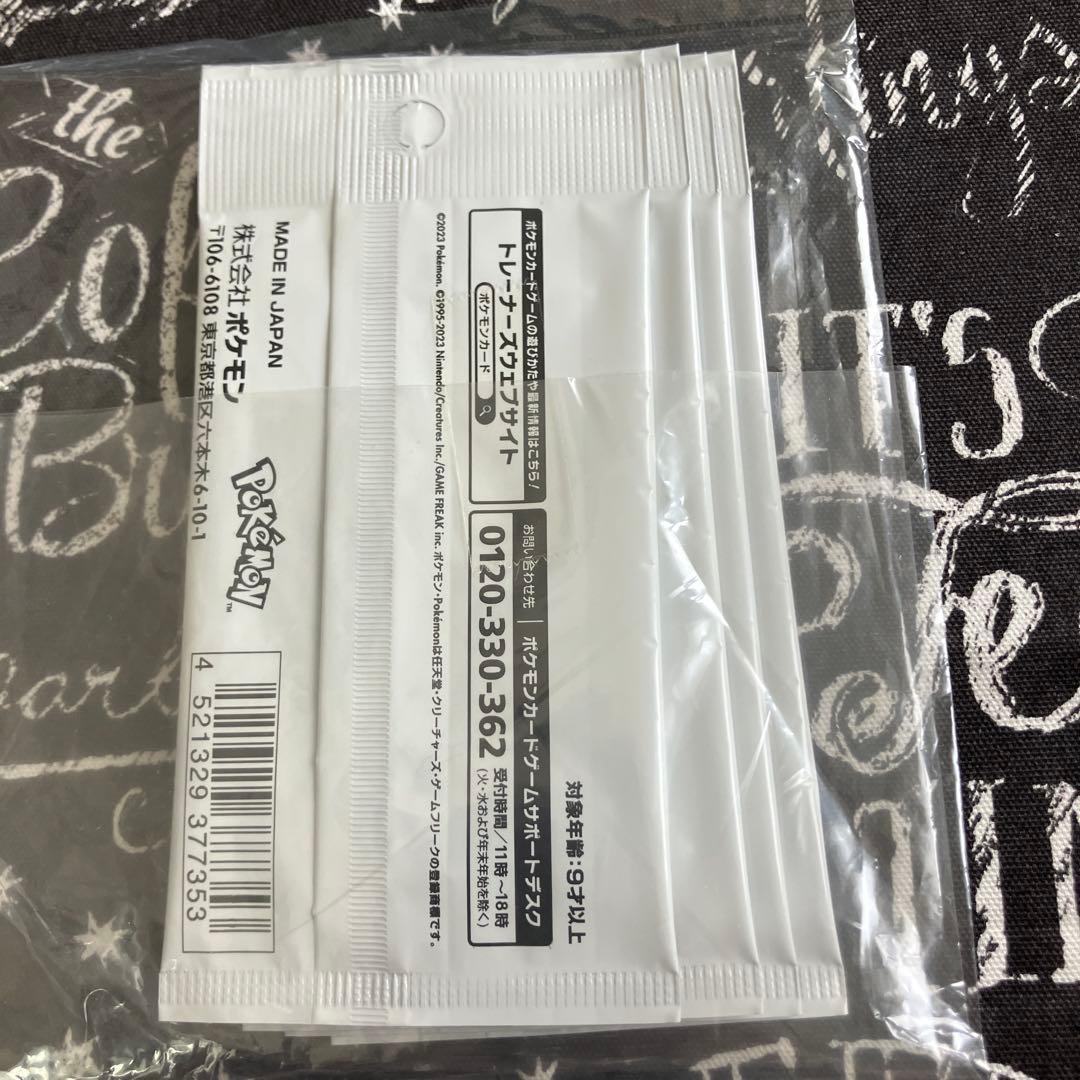 対象年齢：9才以上
ポケモンカードゲームの遊びかたや最新情報はこちら！
トレーナーズウェブサイト
ポケモンカード
お問い合わせ先 | ポケモンカードゲームサポートデスク
0120-330-362 受付時間／11時～18時
(火・水および年末年始を除く)
©2023 Pokémon. ©1995-2023 Nintendo/Creatures Inc./GAME FREAK inc. ポケモン・Pokémonは任天堂・クリーチャーズ・ゲームフリークの登録商標です。
MADE IN JAPAN
株式会社 ポケモン
〒106-6108 東京都港区六本木6-10-1
POKéMON™
4 521329 377353
the
IT'S